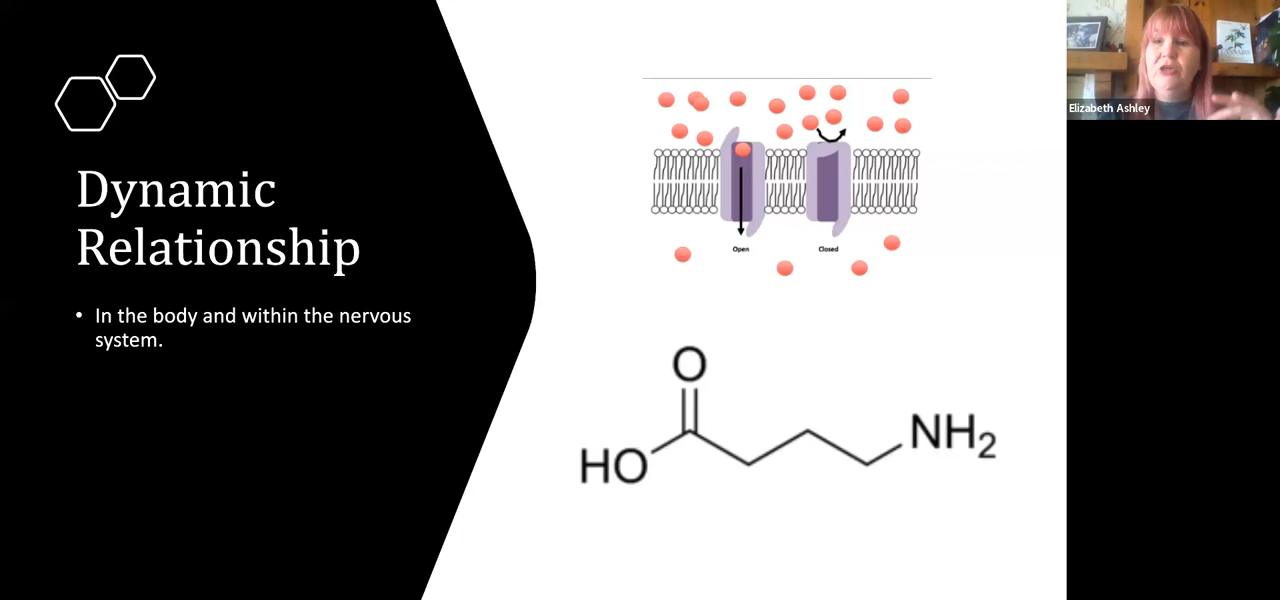 Dynamic
Relationship
• In the body and within the nervous
system.
Open
Closed
O
HO
NH2
Elizabeth Ashley